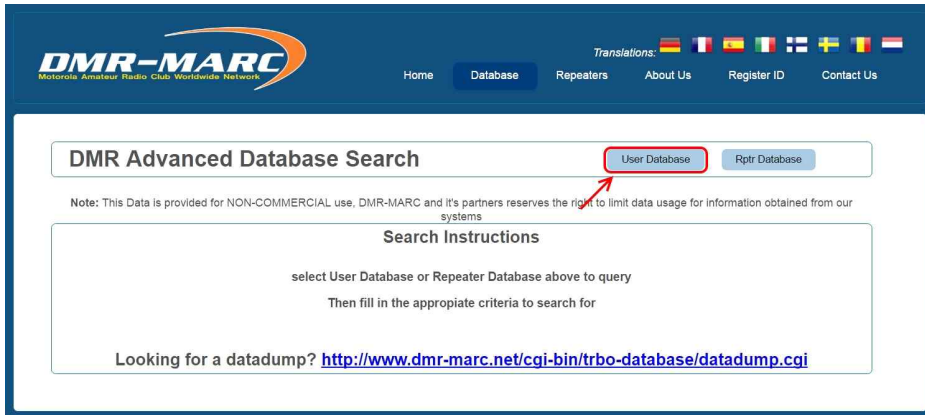 DMR-MARC
Motorola Amateur Radio Club Worldwide Network
Translations:
Home Database Repeaters About Us Register ID Contact Us
DMR Advanced Database Search User Database Rptr Database
Note: This Data is provided for NON-COMMERCIAL use, DMR-MARC and it's partners reserves the right to limit data usage for information obtained from our
systems
Search Instructions
select User Database or Repeater Database above to query
Then fill in the appropiate criteria to search for
Looking for a datadump? http://www.dmr-marc.net/cgi-bin/trbo-database/datadump.cgi